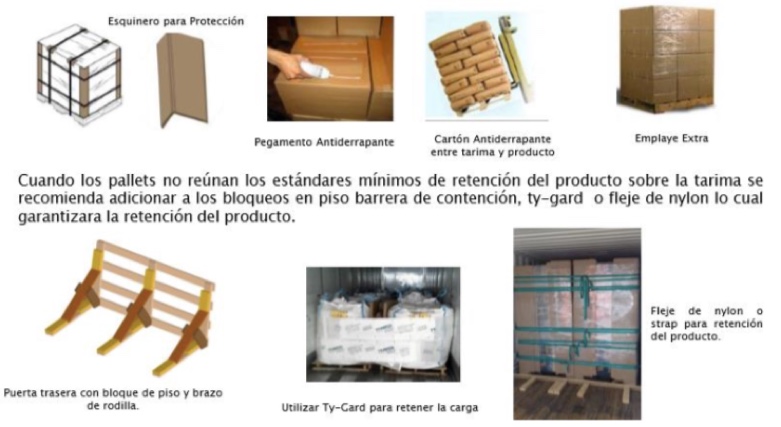 Esquinero para Protección
Pegamento Antiderrapante
Cartón Antiderrapante
entre tarima y producto
Emplaye Extra
Cuando los pallets no reúnan los estándares mínimos de retención del producto sobre la tarima se
recomienda adicionar a los bloqueos en piso barrera de contención, ty-gard o fleje de nylon lo cual
garantizara la retención del producto.
Puerta trasera con bloque de piso y brazo
de rodilla.
Utilizar Ty-Gard para retener la carga
Fleje de nylon o
strap para retención
del producto.